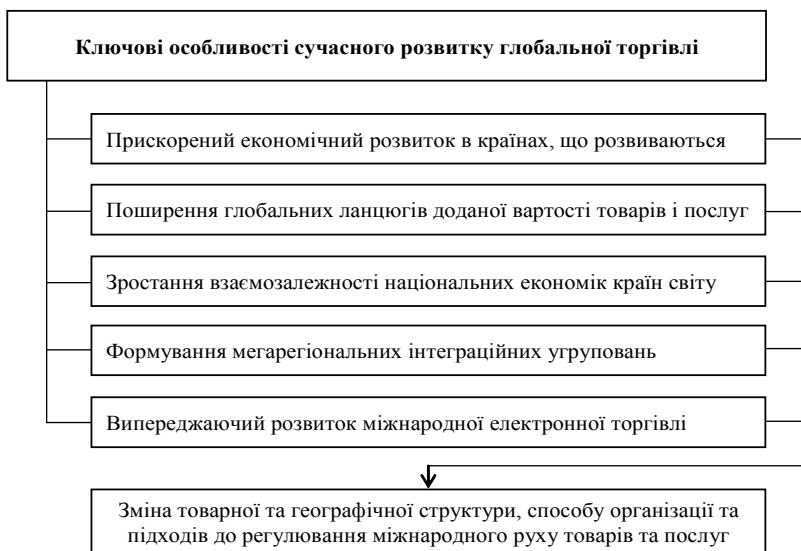 Ключові особливості сучасного розвитку глобальної торгівлі
Прискорений економічний розвиток в країнах, що розвиваються
Поширення глобальних ланцюгів доданої вартості товарів і послуг
Зростання взаємозалежності національних економік країн світу
Формування мегарегіональних інтеграційних угруповань
Випереджаючий розвиток міжнародної електронної торгівлі
Зміна товарної та географічної структури, способу організації та
підходів до регулювання міжнародного руху товарів та послуг